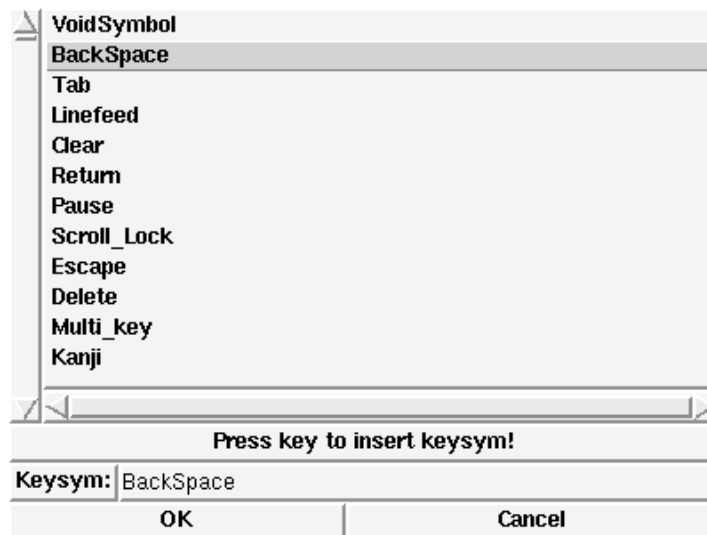 VoidSymbol
BackSpace
Tab
Linefeed
Clear
Return
Pause
Scroll_Lock
Escape
Delete
Multi_key
Kanji
Press key to insert keysym!
Keysym: BackSpace
OK Cancel